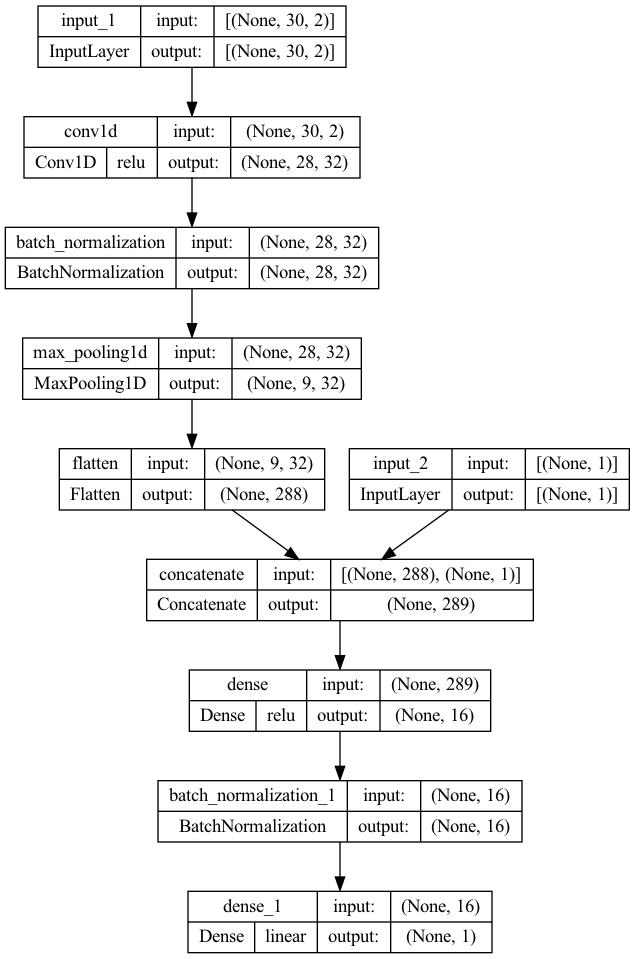 input_1 input: [(None, 30, 2)]
InputLayer output: [(None, 30, 2)]
conv1d input: (None, 30, 2)
Conv1D relu output: (None, 28, 32)
batch_normalization input: (None, 28, 32)
BatchNormalization output: (None, 28, 32)
max_pooling1d input: (None, 28, 32)
MaxPooling1D output: (None, 9, 32)
flatten input: (None, 9, 32)
Flatten output: (None, 288)
input_2 input: [(None, 1)]
InputLayer output: [(None, 1)]
concatenate input: [(None, 288), (None, 1)]
Concatenate output: (None, 289)
dense input: (None, 289)
Dense relu output: (None, 16)
batch_normalization_1 input: (None, 16)
BatchNormalization output: (None, 16)
dense_1 input: (None, 16)
Dense linear output: (None, 1)